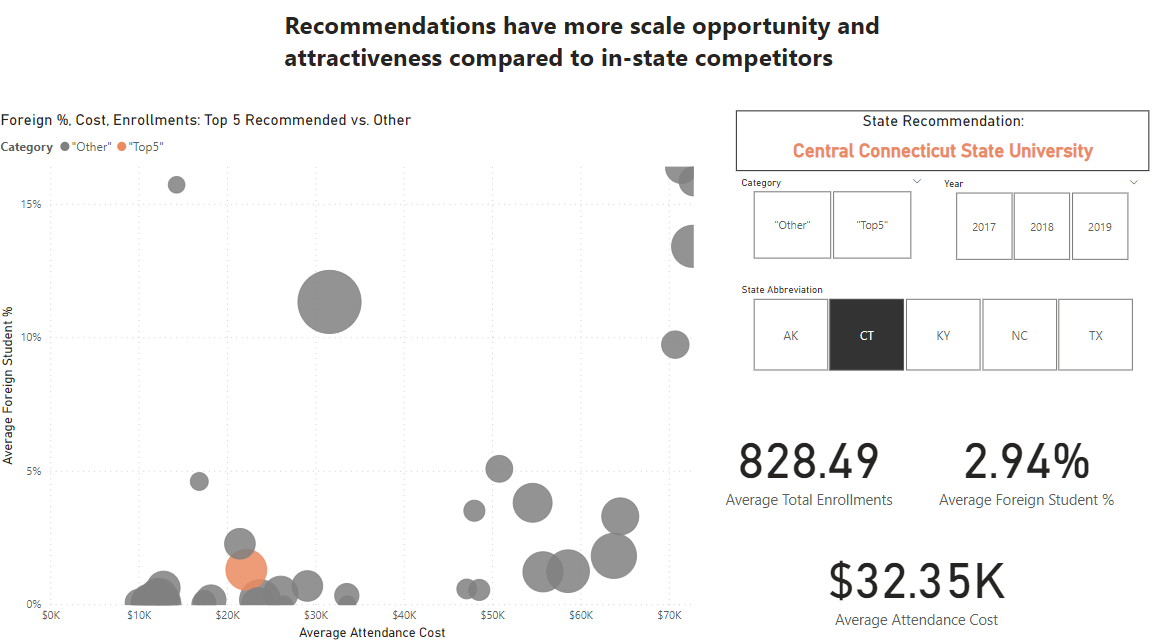 Recommendations have more scale opportunity and
attractiveness compared to in-state competitors
Foreign %, Cost, Enrollments: Top 5 Recommended vs. Other
Category "Other" "Top5"
15%
10%
5%
0%
Average Foreign Student %
$0K $10K $20K $30K $40K $50K $60K $70K
Average Attendance Cost
State Recommendation:
Central Connecticut State University
Category
"Other" "Top5"
Year
2017 2018 2019
State Abbreviation
AK CT KY NC TX
828.49
Average Total Enrollments
2.94%
Average Foreign Student %
$32.35K
Average Attendance Cost